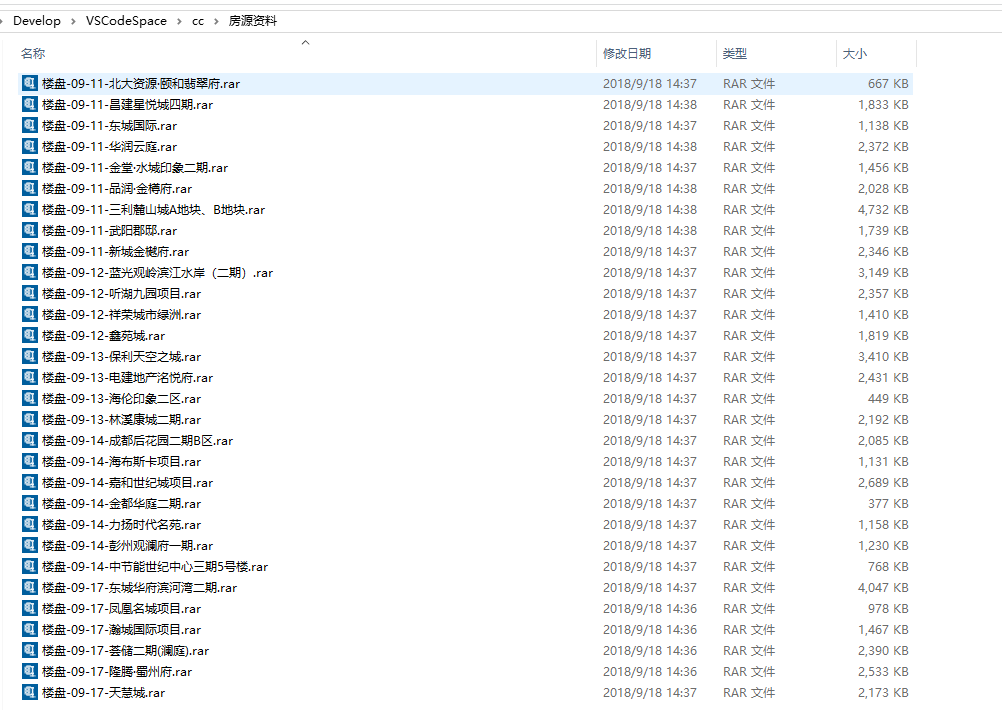 Develop > VSCodeSpace > cc > 房源资料
名称 修改日期 类型 大小
楼盘-09-11-北大资源·颐和翡翠府.rar 2018/9/18 14:37 RAR 文件 667 KB
楼盘-09-11-昌建星悦城四期.rar 2018/9/18 14:38 RAR 文件 1,833 KB
楼盘-09-11-东城国际.rar 2018/9/18 14:37 RAR 文件 1,138 KB
楼盘-09-11-华润云庭.rar 2018/9/18 14:38 RAR 文件 2,372 KB
楼盘-09-11-金堂·水城印象二期.rar 2018/9/18 14:37 RAR 文件 1,456 KB
楼盘-09-11-品润·金樽府.rar 2018/9/18 14:38 RAR 文件 2,028 KB
楼盘-09-11-三利麓山城A地块、B地块.rar 2018/9/18 14:38 RAR 文件 4,732 KB
楼盘-09-11-武阳郡邸.rar 2018/9/18 14:38 RAR 文件 1,739 KB
楼盘-09-11-新城金樾府.rar 2018/9/18 14:37 RAR 文件 2,346 KB
楼盘-09-12-蓝光观岭滨江水岸（二期）.rar 2018/9/18 14:37 RAR 文件 3,149 KB
楼盘-09-12-听湖九园项目.rar 2018/9/18 14:37 RAR 文件 2,357 KB
楼盘-09-12-祥荣城市绿洲.rar 2018/9/18 14:37 RAR 文件 1,410 KB
楼盘-09-12-鑫苑城.rar 2018/9/18 14:37 RAR 文件 1,819 KB
楼盘-09-13-保利天空之城.rar 2018/9/18 14:37 RAR 文件 3,410 KB
楼盘-09-13-电建地产洺悦府.rar 2018/9/18 14:37 RAR 文件 2,431 KB
楼盘-09-13-海伦印象二区.rar 2018/9/18 14:37 RAR 文件 449 KB
楼盘-09-13-林溪康城二期.rar 2018/9/18 14:37 RAR 文件 2,192 KB
楼盘-09-14-成都后花园二期B区.rar 2018/9/18 14:37 RAR 文件 2,085 KB
楼盘-09-14-海布斯卡项目.rar 2018/9/18 14:37 RAR 文件 1,131 KB
楼盘-09-14-嘉和世纪城项目.rar 2018/9/18 14:37 RAR 文件 2,689 KB
楼盘-09-14-金都华庭二期.rar 2018/9/18 14:37 RAR 文件 377 KB
楼盘-09-14-力扬时代名苑.rar 2018/9/18 14:37 RAR 文件 1,158 KB
楼盘-09-14-彭州观澜府一期.rar 2018/9/18 14:37 RAR 文件 1,230 KB
楼盘-09-14-中节能世纪中心三期5号楼.rar 2018/9/18 14:37 RAR 文件 768 KB
楼盘-09-17-东城华府滨河湾二期.rar 2018/9/18 14:37 RAR 文件 4,047 KB
楼盘-09-17-凤凰名城项目.rar 2018/9/18 14:36 RAR 文件 978 KB
楼盘-09-17-瀚城国际项目.rar 2018/9/18 14:36 RAR 文件 1,467 KB
楼盘-09-17-荟储二期(澜庭).rar 2018/9/18 14:36 RAR 文件 2,390 KB
楼盘-09-17-隆腾·蜀州府.rar 2018/9/18 14:36 RAR 文件 2,533 KB
楼盘-09-17-天慧城.rar 2018/9/18 14:37 RAR 文件 2,173 KB